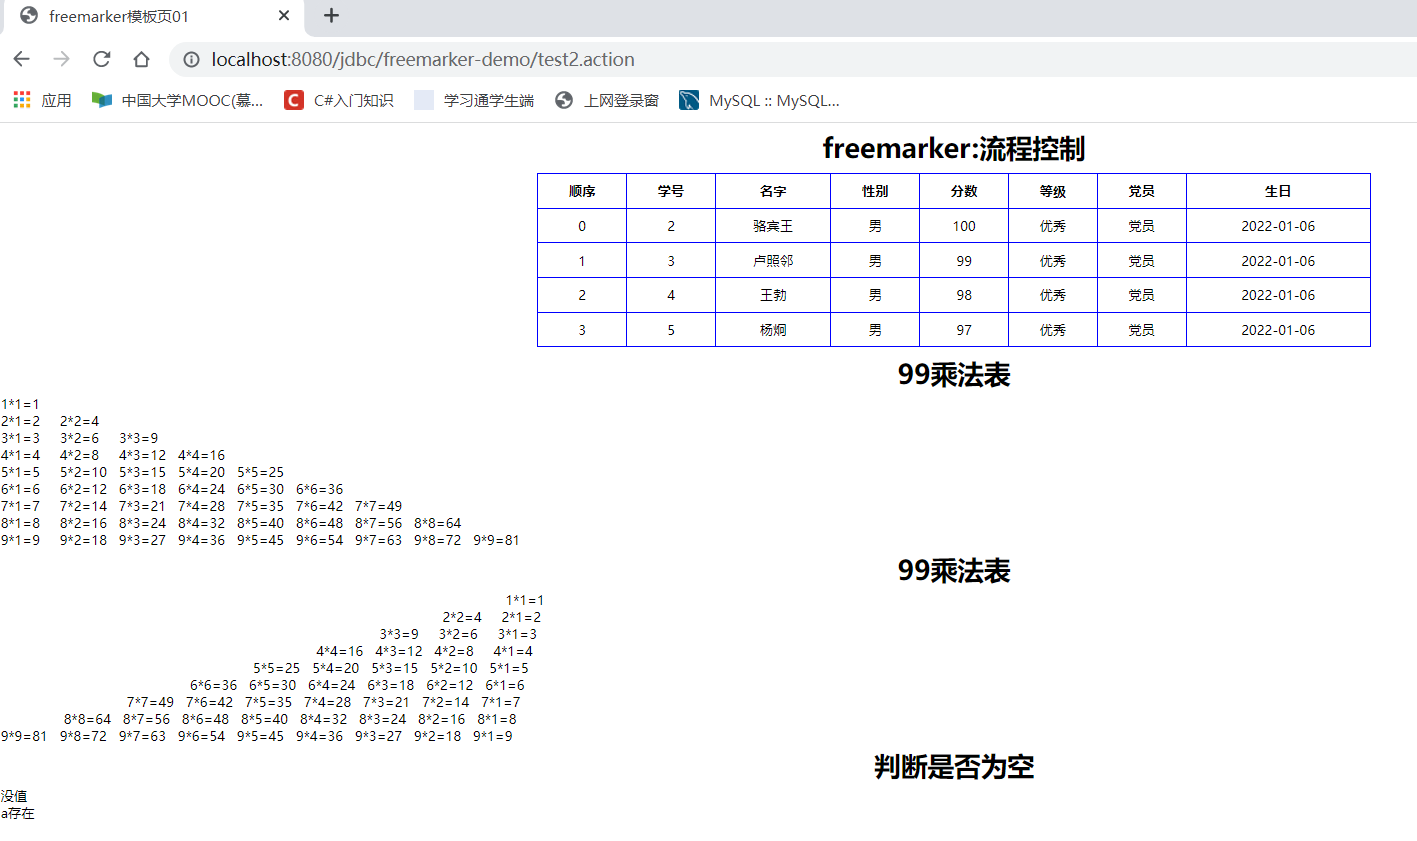 freemarker模板页01
localhost:8080/jdbc/freemarker-demo/test2.action
应用 中国大学MOOC(慕... C#入门知识 学习通学生端 上网登录窗 MySQL :: MySQL...
freemarker:流程控制
顺序 学号 名字 性别 分数 等级 党员 生日
0 2 骆宾王 男 100 优秀 党员 2022-01-06
1 3 卢照邻 男 99 优秀 党员 2022-01-06
2 4 王勃 男 98 优秀 党员 2022-01-06
3 5 杨炯 男 97 优秀 党员 2022-01-06
99乘法表
1*1=1
2*1=2 2*2=4
3*1=3 3*2=6 3*3=9
4*1=4 4*2=8 4*3=12 4*4=16
5*1=5 5*2=10 5*3=15 5*4=20 5*5=25
6*1=6 6*2=12 6*3=18 6*4=24 6*5=30 6*6=36
7*1=7 7*2=14 7*3=21 7*4=28 7*5=35 7*6=42 7*7=49
8*1=8 8*2=16 8*3=24 8*4=32 8*5=40 8*6=48 8*7=56 8*8=64
9*1=9 9*2=18 9*3=27 9*4=36 9*5=45 9*6=54 9*7=63 9*8=72 9*9=81
99乘法表
1*1=1
2*2=4 2*1=2
3*3=9 3*2=6 3*1=3
4*4=16 4*3=12 4*2=8 4*1=4
5*5=25 5*4=20 5*3=15 5*2=10 5*1=5
6*6=36 6*5=30 6*4=24 6*3=18 6*2=12 6*1=6
7*7=49 7*6=42 7*5=35 7*4=28 7*3=21 7*2=14 7*1=7
8*8=64 8*7=56 8*6=48 8*5=40 8*4=32 8*3=24 8*2=16 8*1=8
9*9=81 9*8=72 9*7=63 9*6=54 9*5=45 9*4=36 9*3=27 9*2=18 9*1=9
判断是否为空
没值
a存在